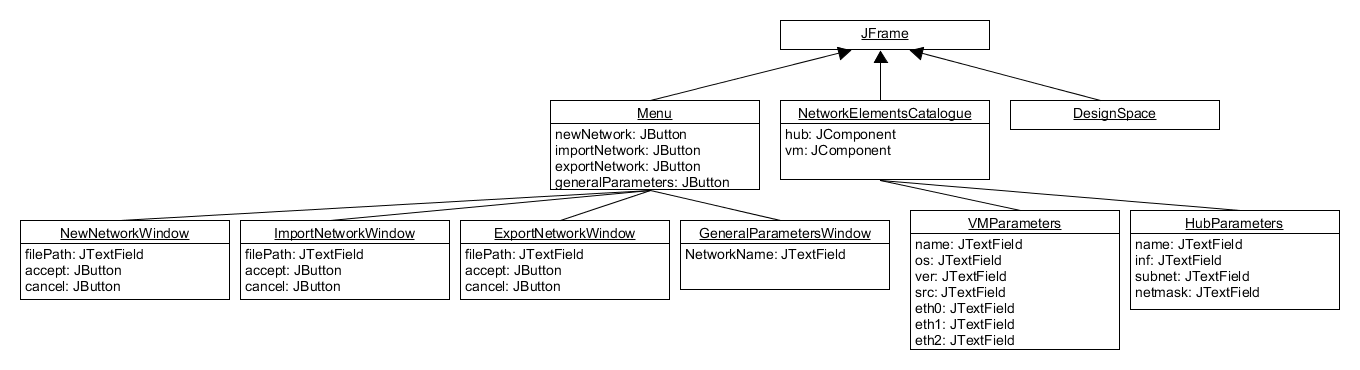 JFrame
Menu
newNetwork: JButton
importNetwork: JButton
exportNetwork: JButton
generalParameters: JButton
NetworkElementsCatalogue
hub: JComponent
vm: JComponent
DesignSpace
NewNetworkWindow
filePath: JTextField
accept: JButton
cancel: JButton
ImportNetworkWindow
filePath: JTextField
accept: JButton
cancel: JButton
ExportNetworkWindow
filePath: JTextField
accept: JButton
cancel: JButton
GeneralParametersWindow
NetworkName: JTextField
VMParameters
name: JTextField
os: JTextField
ver: JTextField
src: JTextField
eth0: JTextField
eth1: JTextField
eth2: JTextField
HubParameters
name: JTextField
inf: JTextField
subnet: JTextField
netmask: JTextField